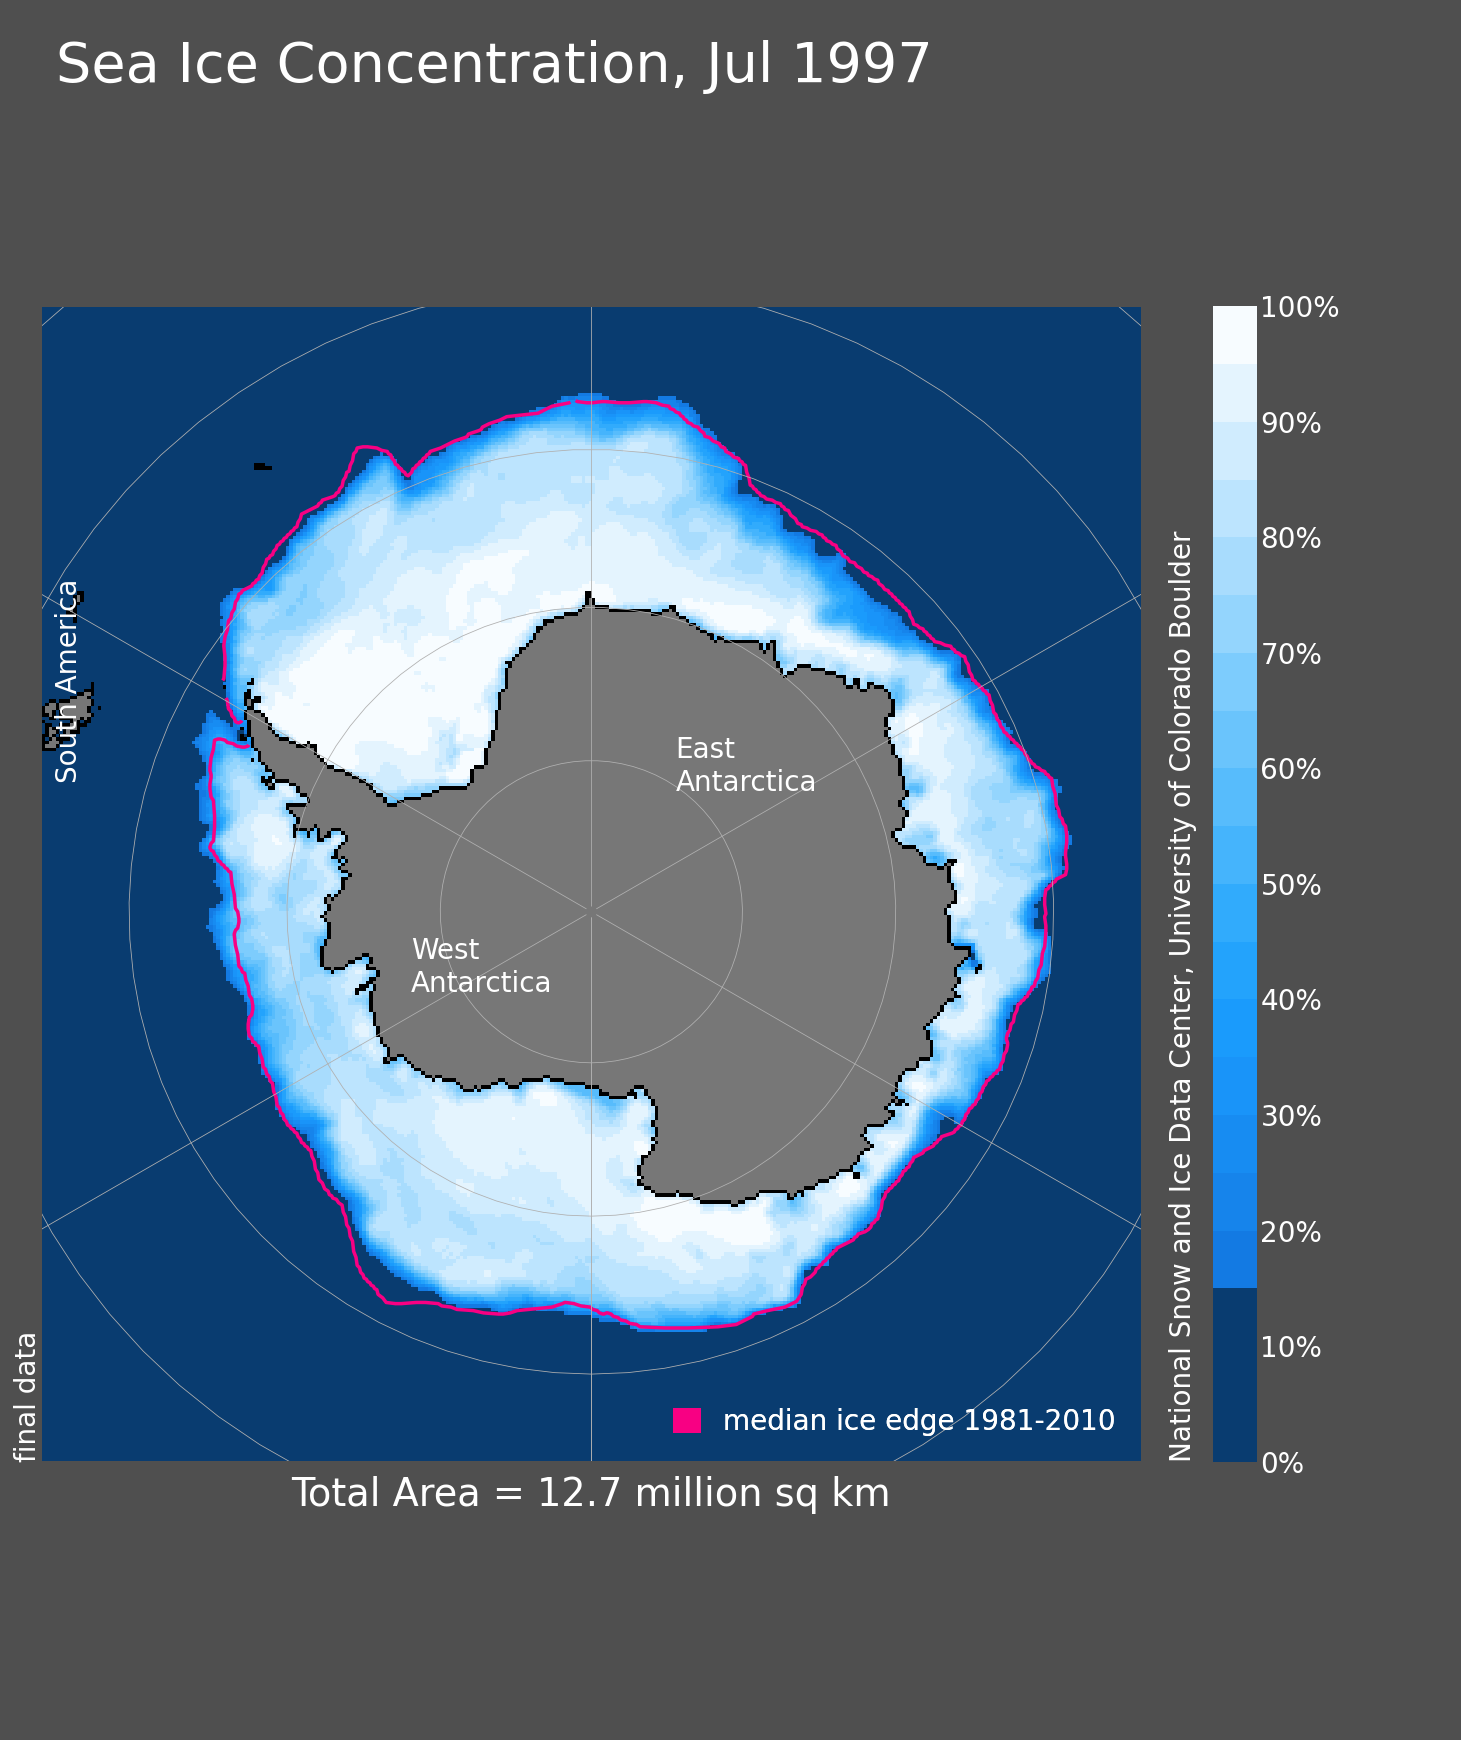 Sea Ice Concentration, Jul 1997
South America
East
Antarctica
West
Antarctica
median ice edge 1981-2010
final data
Total Area = 12.7 million sq km
National Snow and Ice Data Center, University of Colorado Boulder
100%
90%
80%
70%
60%
50%
40%
30%
20%
10%
0%